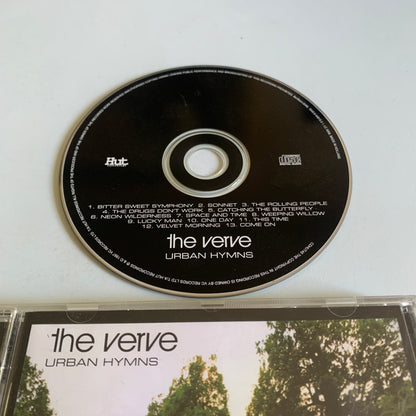 Hut.
1. BITTER SWEET SYMPHONY 2. SONNET 3. THE ROLLING PEOPLE
4. THE DRUGS DON'T WORK 5. CATCHING THE BUTTERFLY
6. NEON WILDERNESS 7. SPACE AND TIME 8. WEEPING WILLOW
9. LUCKY MAN 10. ONE DAY 11. THIS TIME
12. VELVET MORNING 13. COME ON
the verve
URBAN HYMNS
the verve
URBAN HYMNS